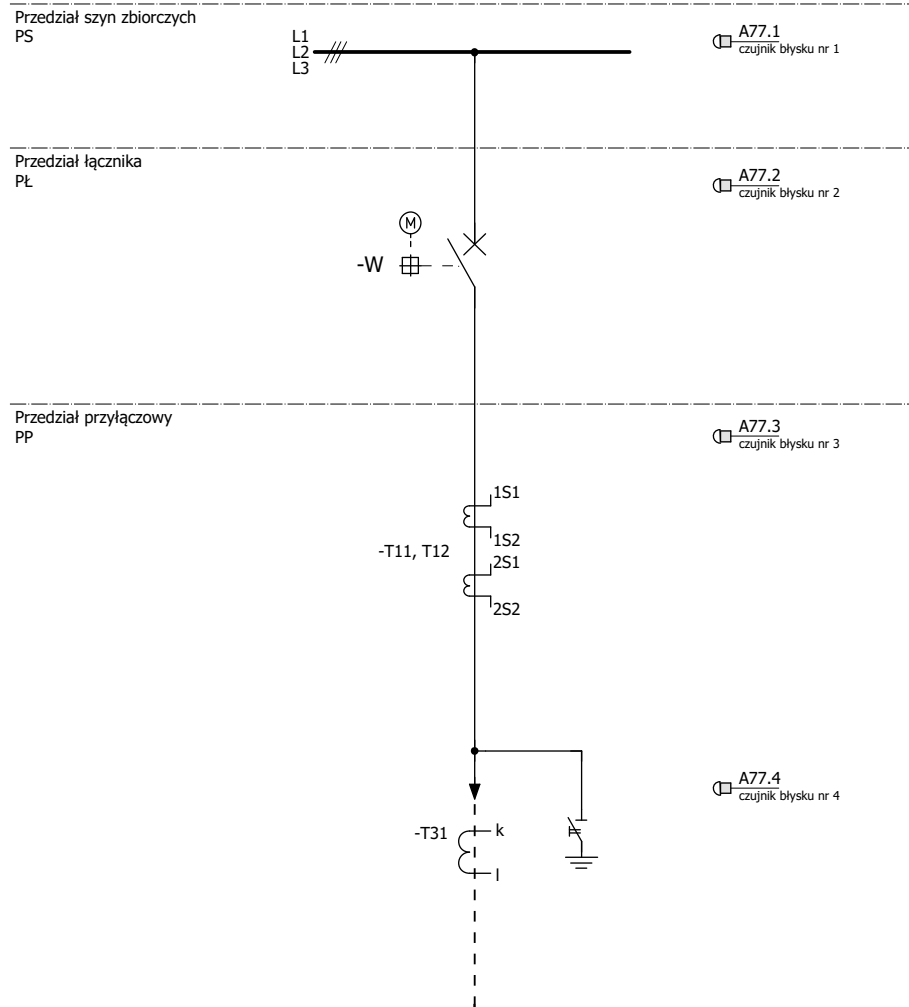 Przedział szyn zbiorczych
PS
L1
L2
L3
A77.1
czujnik błysku nr 1
Przedział łącznika
PŁ
A77.2
czujnik błysku nr 2
M
-W
Przedział przyłączowy
PP
A77.3
czujnik błysku nr 3
1S1
1S2
-T11, T12
2S1
2S2
A77.4
czujnik błysku nr 4
-T31
k
l